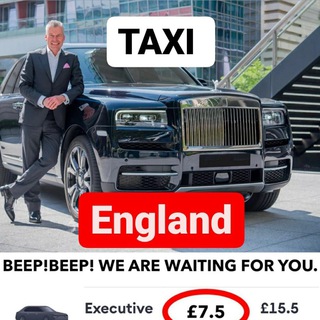 TAXI
England
BEEP!BEEP! WE ARE WAITING FOR YOU.
Executive £7.5 £15.5